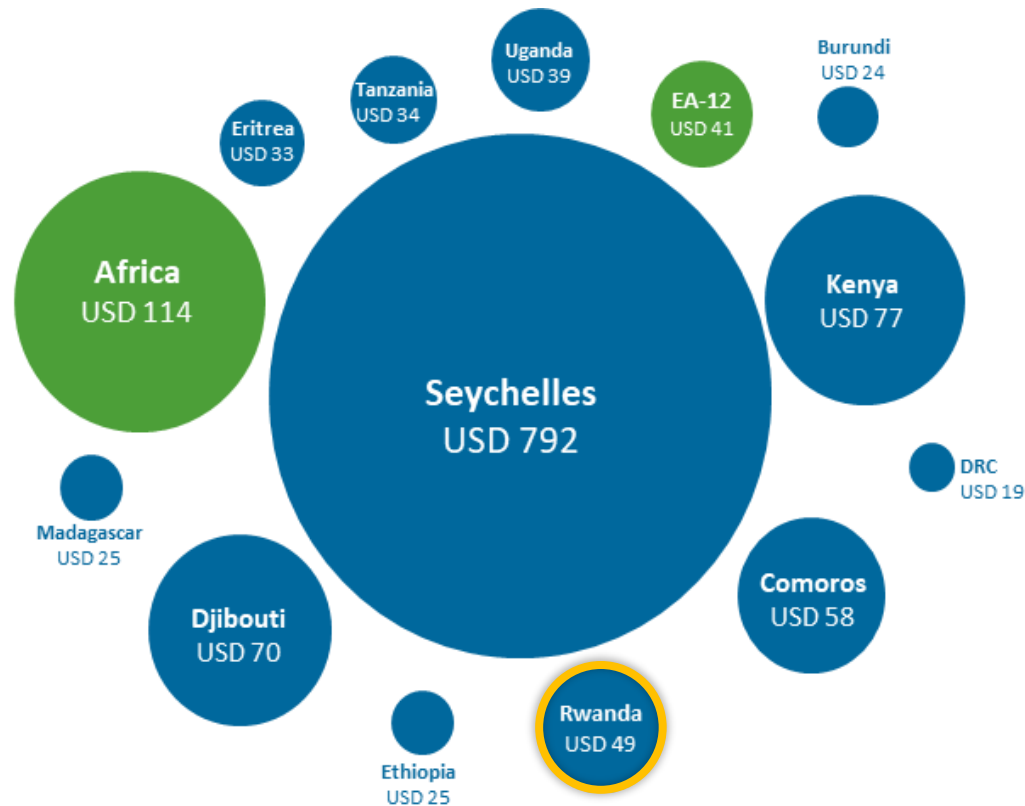 Uganda
USD 39
Burundi
USD 24
Tanzania
USD 34
EA-12
USD 41
Eritrea
USD 33
Africa
USD 114
Kenya
USD 77
Seychelles
USD 792
DRC
USD 19
Madagascar
USD 25
Comoros
USD 58
Djibouti
USD 70
Rwanda
USD 49
Ethiopia
USD 25